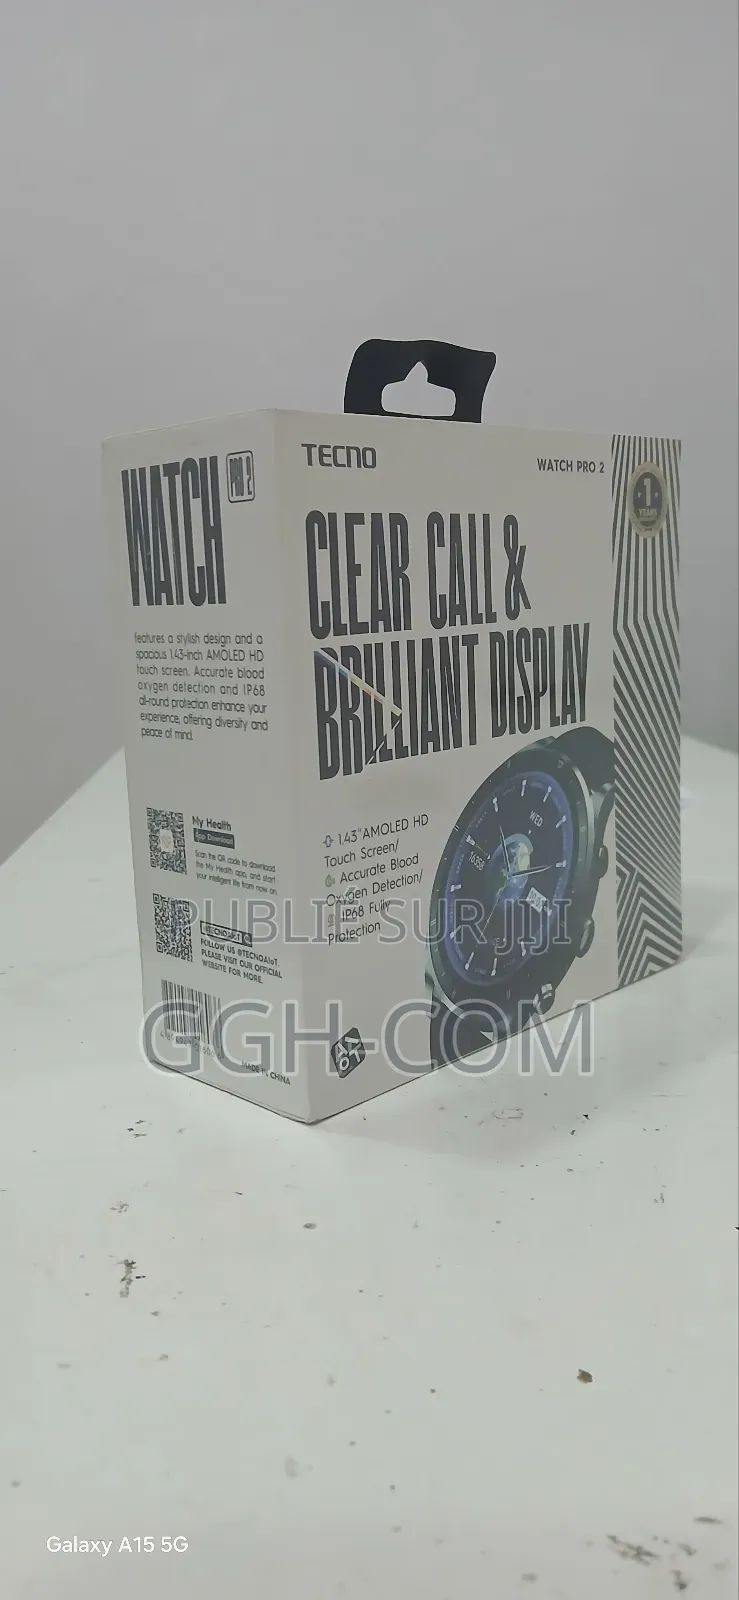 WATCH
PRO 2
features a stylish design and a
spacious 1.43-inch AMOLED HD
touch screen. Accurate blood
oxygen detection and IP68
all-round protection enhance your
experience, offering diversity and
peace of mind.
My Health
App Download
Scan the QR code to download
the My Health app, and start
your intelligent life from now on.
@TECNOAIoT
FOLLOW US @TECNOAIoT.
PLEASE VISIT OUR OFFICIAL
WEBSITE FOR MORE.
MADE IN CHINA
TECNO
WATCH PRO 2
1
YEARS
CLEAR CALL &
BRILLIANT DISPLAY
1.43"AMOLED HD
Touch Screen/
Accurate Blood
Oxygen Detection/
IP68 Fully
Protection
WED
PUBLIÉ SUR JIJI
GGH-COM
Galaxy A15 5G